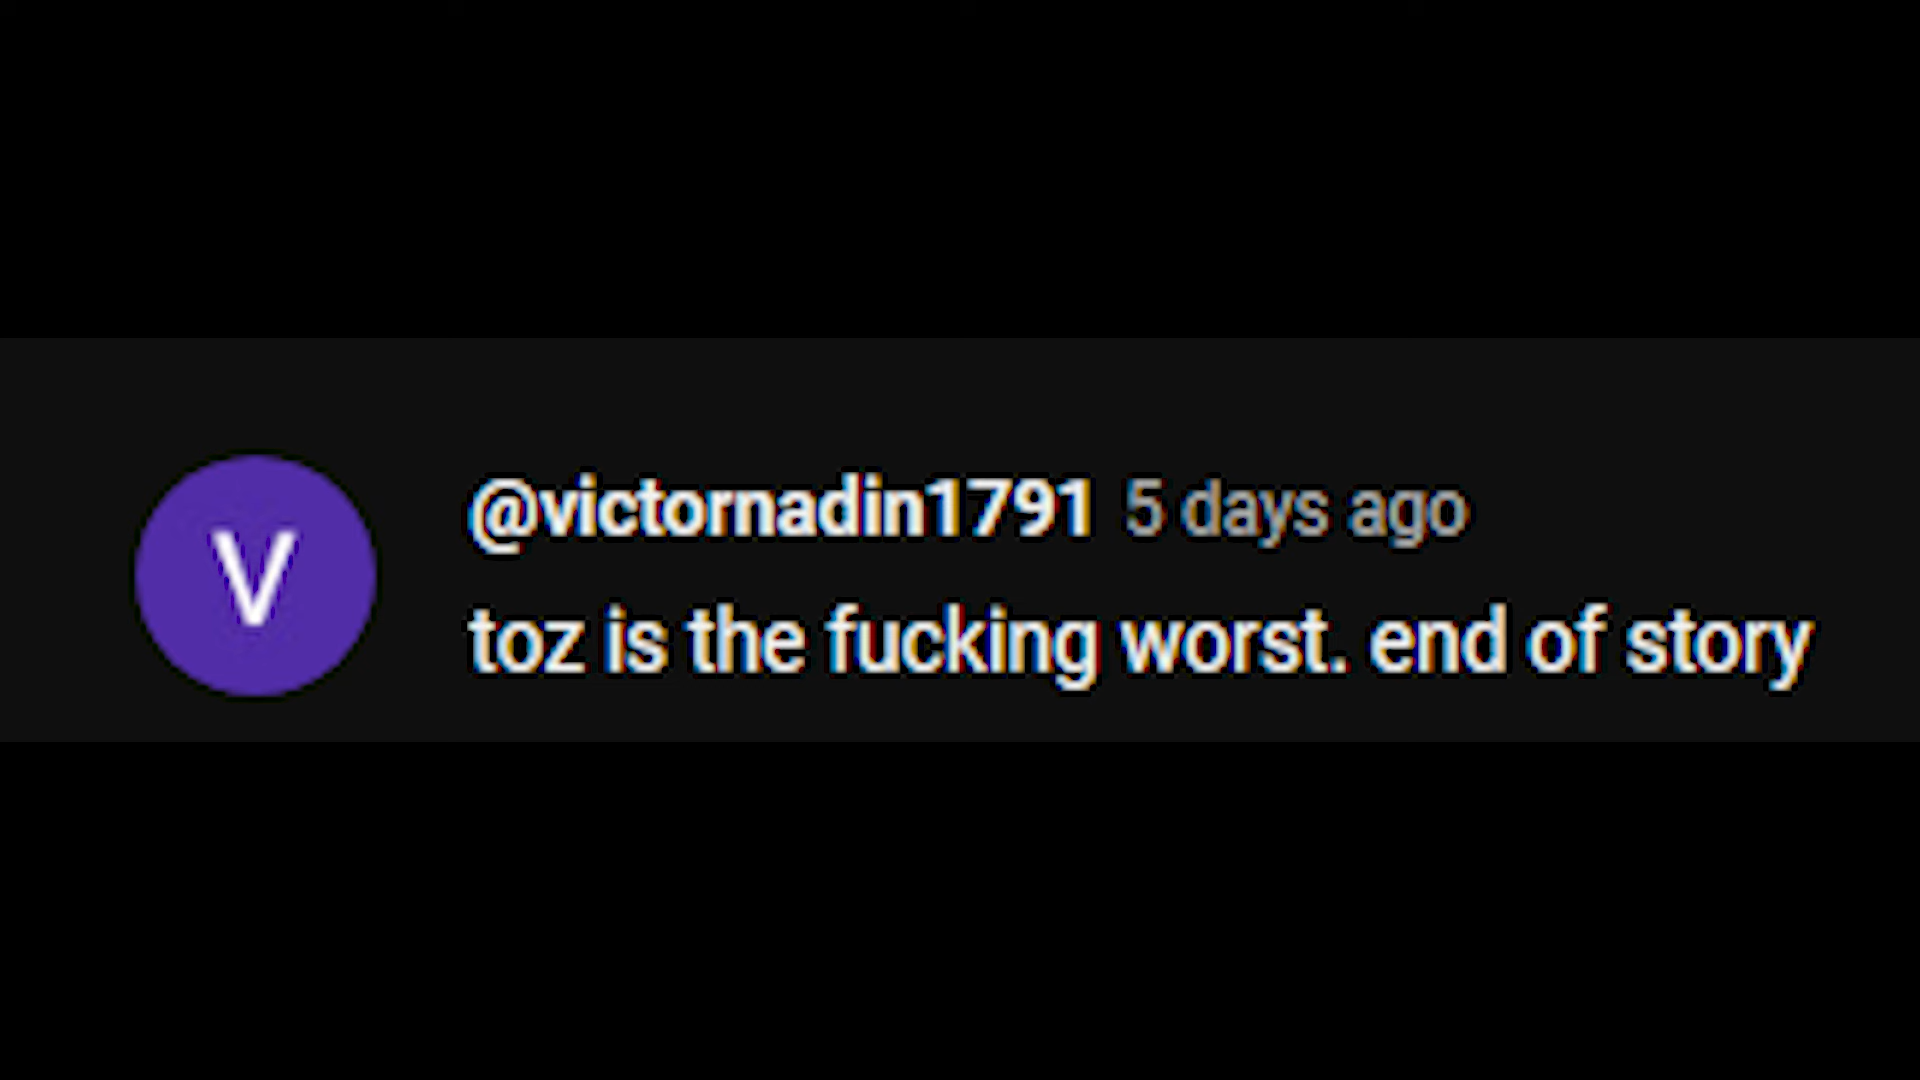 V
@victornadin1791 5 days ago
toz is the fucking worst. end of story